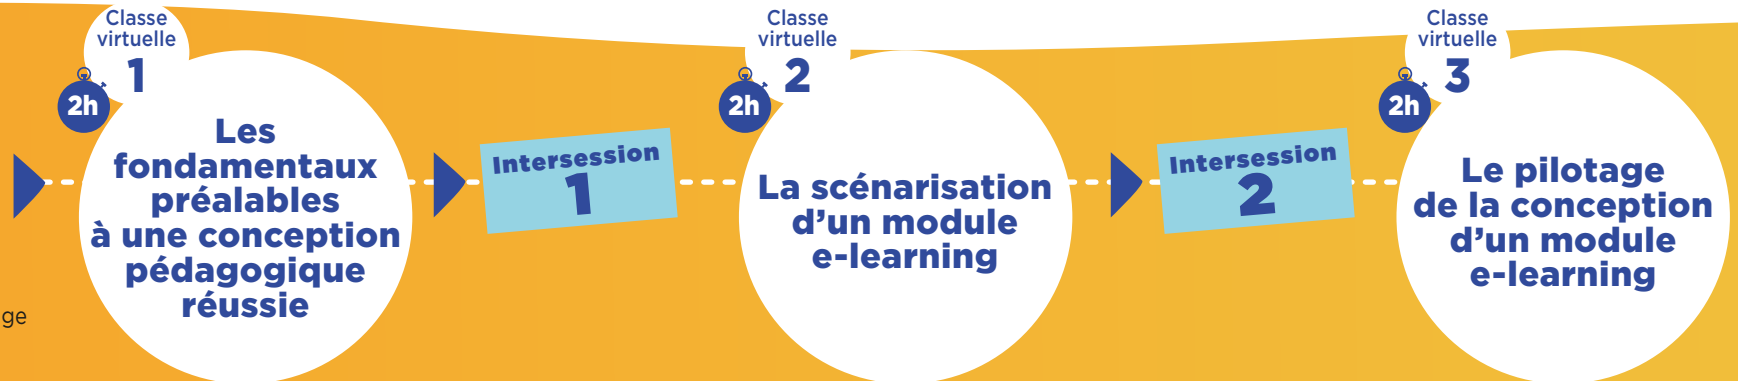 Classe
virtuelle
1
2h
Les
fondamentaux
préalables
à une conception
pédagogique
réussie
Intersession
1
Classe
virtuelle
2
2h
La scénarisation
d’un module
e-learning
Intersession
2
Classe
virtuelle
3
2h
Le pilotage
de la conception
d’un module
e-learning
ge